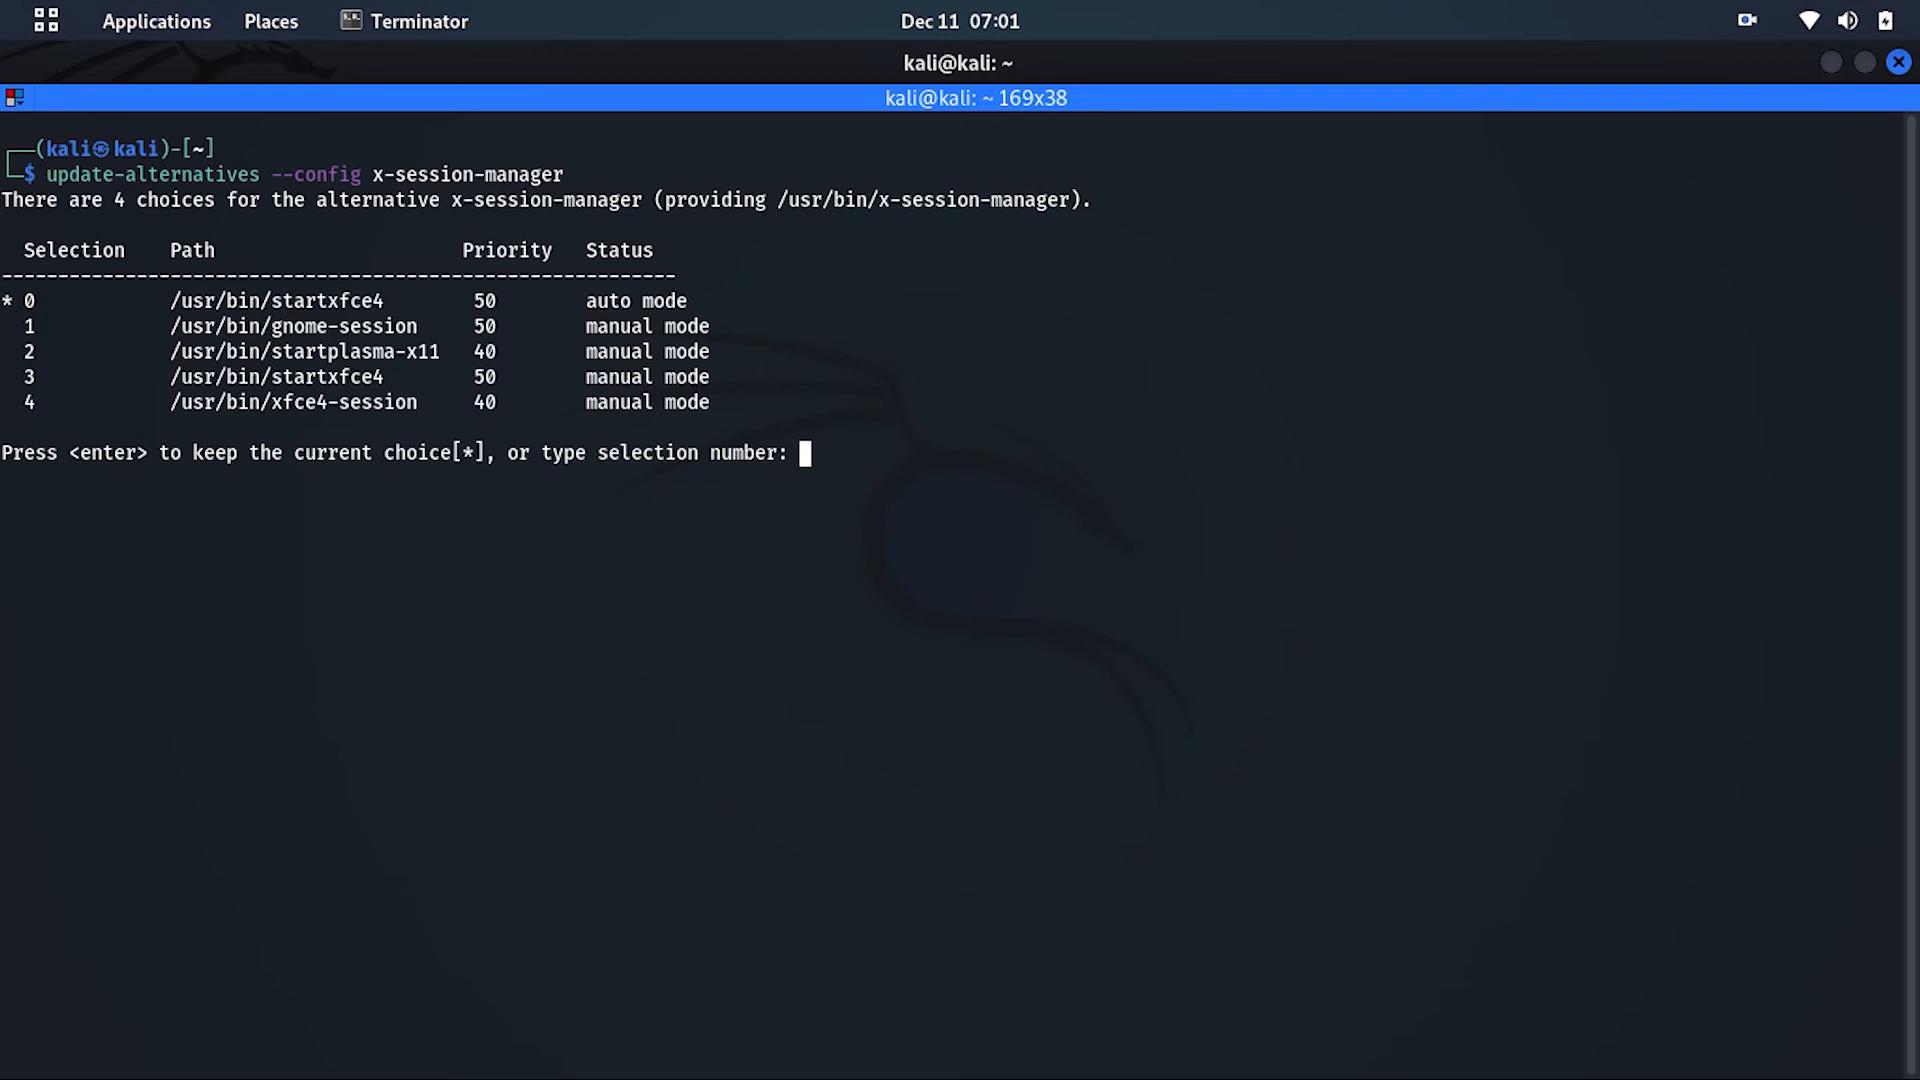 Applications Places Terminator Dec 11 07:01
kali@kali: ~
kali@kali: ~ 169x38
┌──(kali㉿kali)-[~]
└─$ update-alternatives --config x-session-manager
There are 4 choices for the alternative x-session-manager (providing /usr/bin/x-session-manager).
Selection Path Priority Status
------------------------------------------------------------
* 0 /usr/bin/startxfce4 50 auto mode
1 /usr/bin/gnome-session 50 manual mode
2 /usr/bin/startplasma-x11 40 manual mode
3 /usr/bin/startxfce4 50 manual mode
4 /usr/bin/xfce4-session 40 manual mode
Press <enter> to keep the current choice[*], or type selection number: